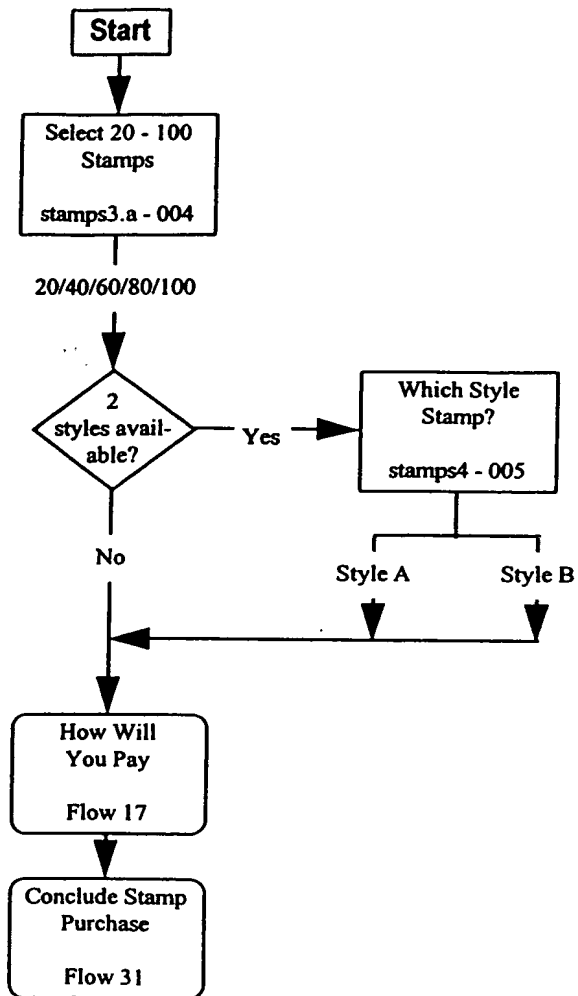 Start
Select 20 - 100
Stamps
stamps3.a - 004
20/40/60/80/100
2
styles avail-
able?
Yes
Which Style
Stamp?
stamps4 - 005
No
Style A
Style B
How Will
You Pay
Flow 17
Conclude Stamp
Purchase
Flow 31